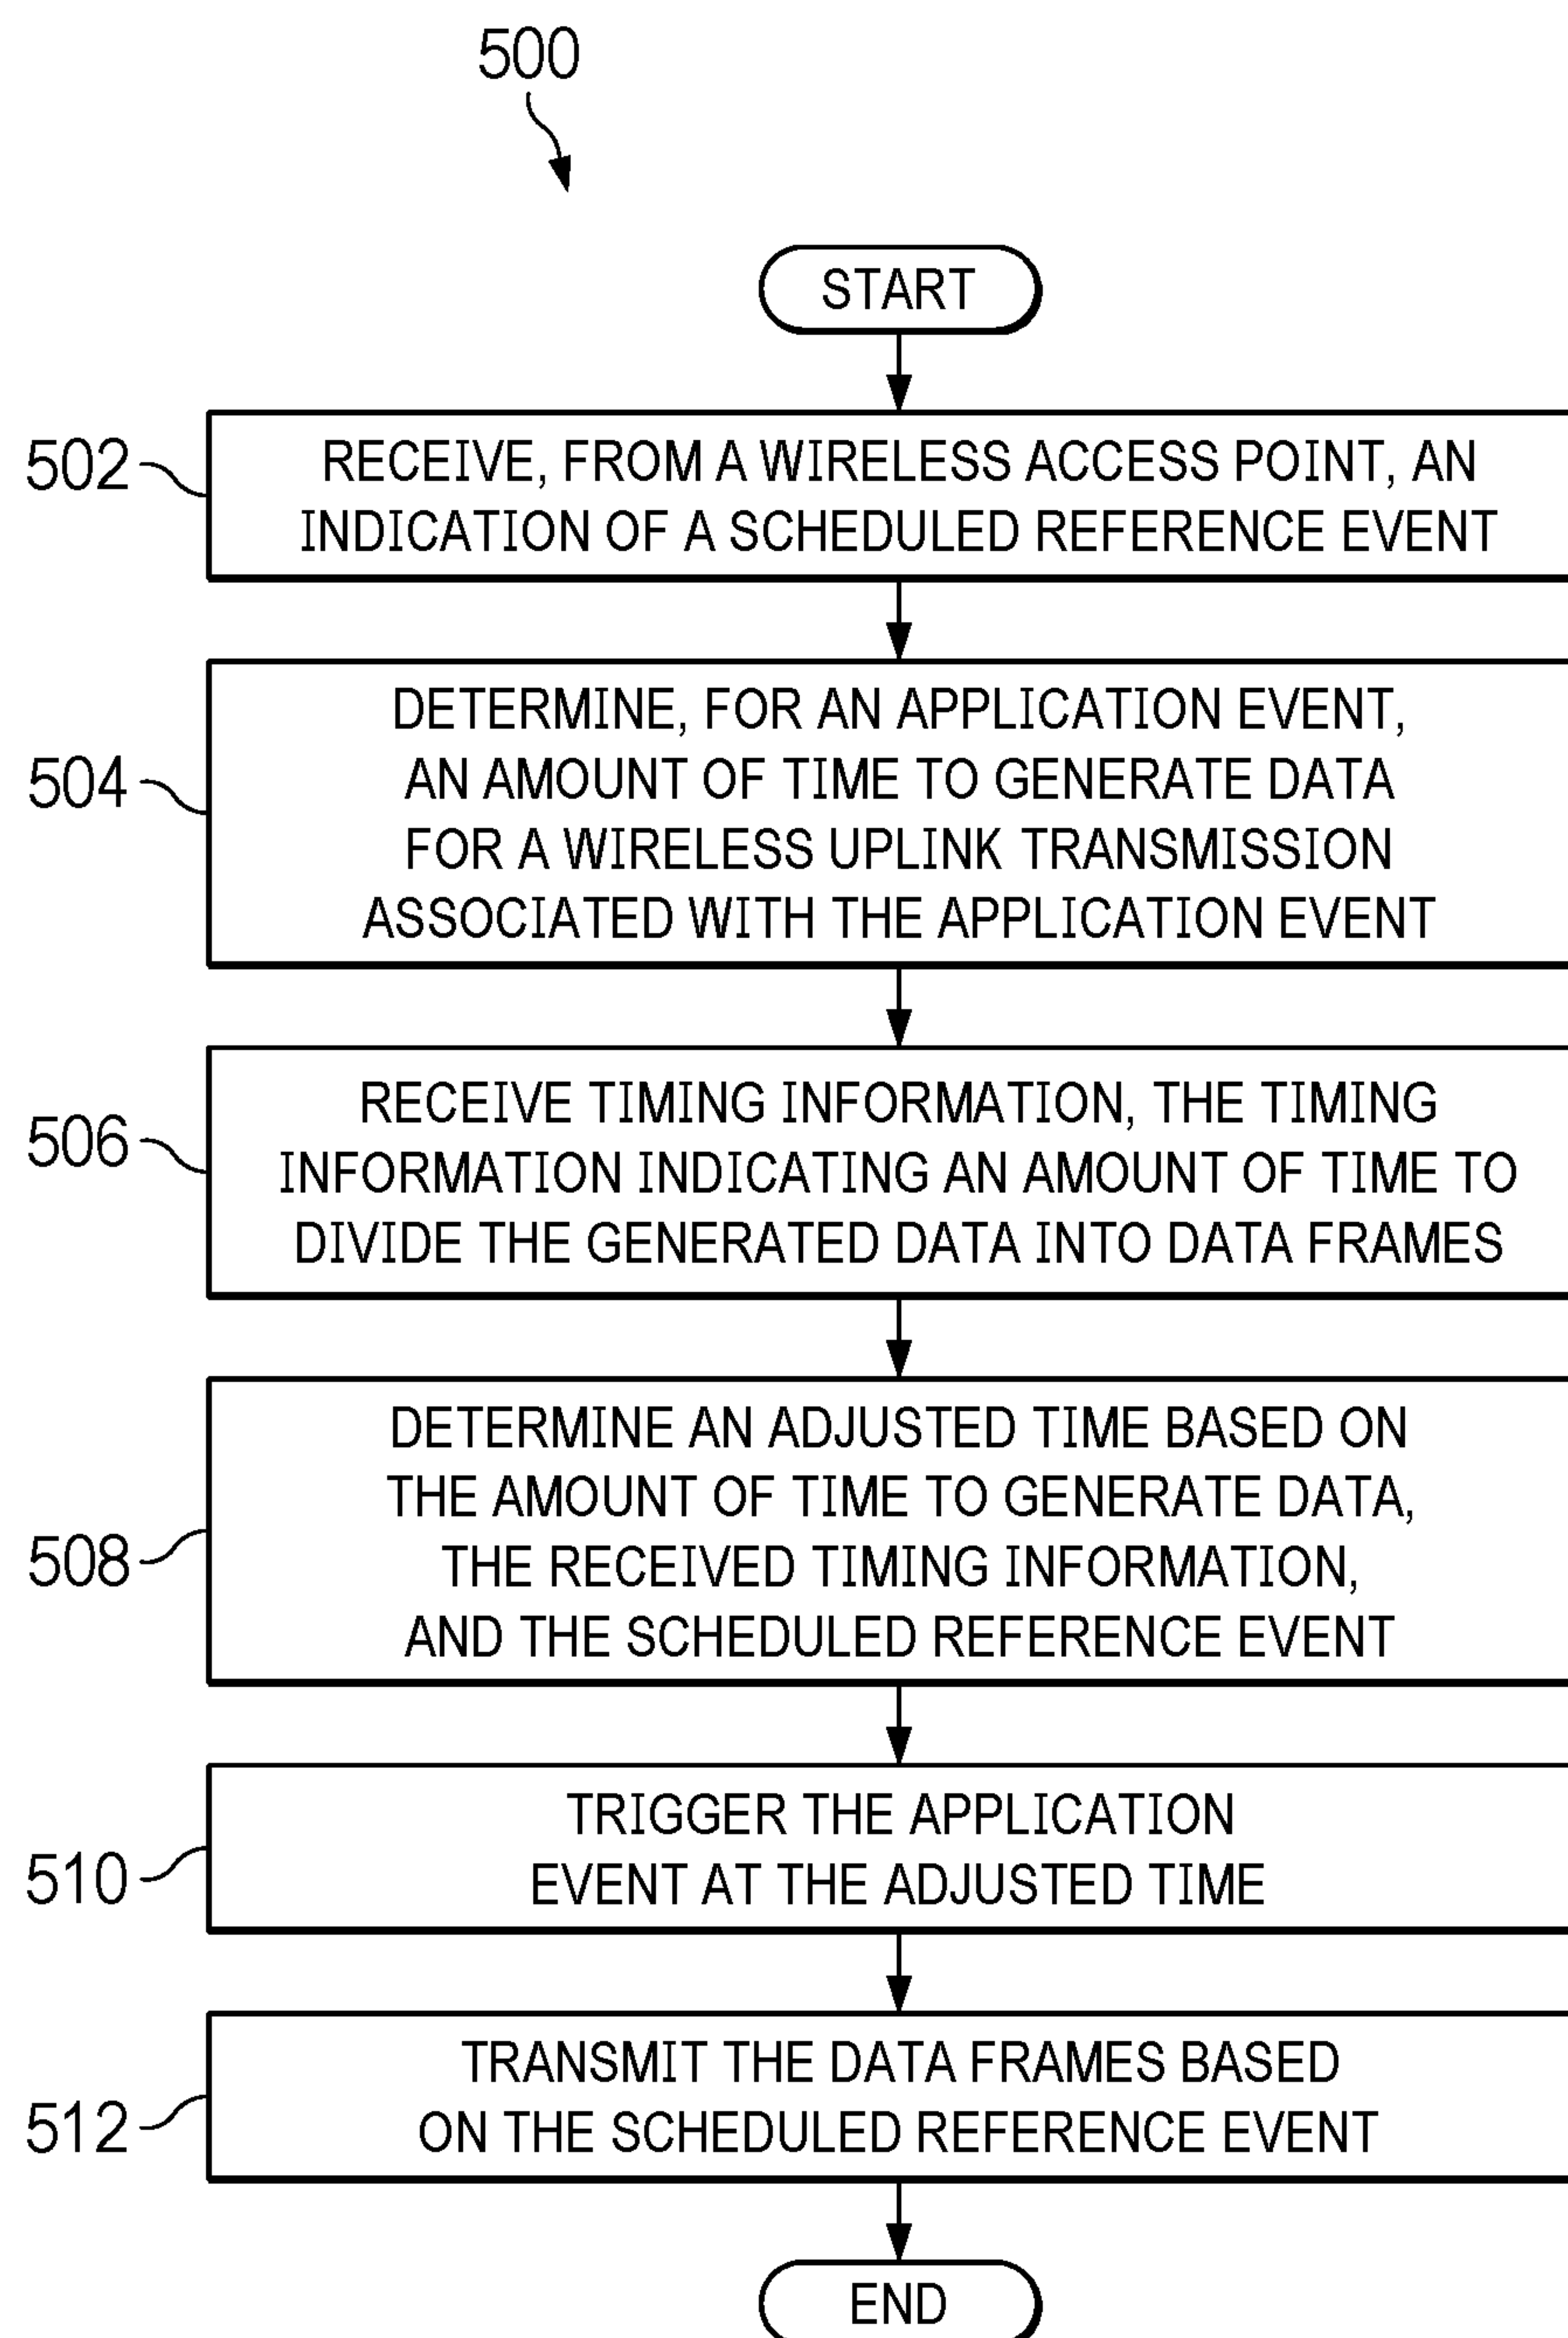 500
START
502
RECEIVE, FROM A WIRELESS ACCESS POINT, AN
INDICATION OF A SCHEDULED REFERENCE EVENT
504
DETERMINE, FOR AN APPLICATION EVENT,
AN AMOUNT OF TIME TO GENERATE DATA
FOR A WIRELESS UPLINK TRANSMISSION
ASSOCIATED WITH THE APPLICATION EVENT
506
RECEIVE TIMING INFORMATION, THE TIMING
INFORMATION INDICATING AN AMOUNT OF TIME TO
DIVIDE THE GENERATED DATA INTO DATA FRAMES
508
DETERMINE AN ADJUSTED TIME BASED ON
THE AMOUNT OF TIME TO GENERATE DATA,
THE RECEIVED TIMING INFORMATION,
AND THE SCHEDULED REFERENCE EVENT
510
TRIGGER THE APPLICATION
EVENT AT THE ADJUSTED TIME
512
TRANSMIT THE DATA FRAMES BASED
ON THE SCHEDULED REFERENCE EVENT
END